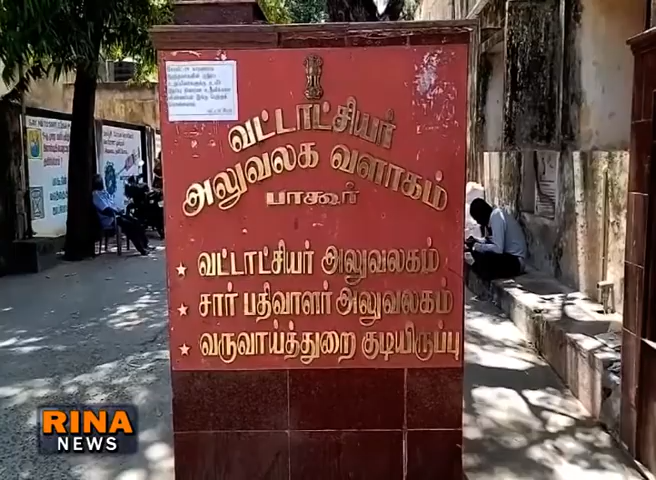 வட்டாட்சியர்
அலுவலக வளாகம்
பாகூர்
வட்டாட்சியர் அலுவலகம்
சார் பதிவாளர் அலுவலகம்
வருவாய்த்துறை குடியிருப்பு
RINA
NEWS